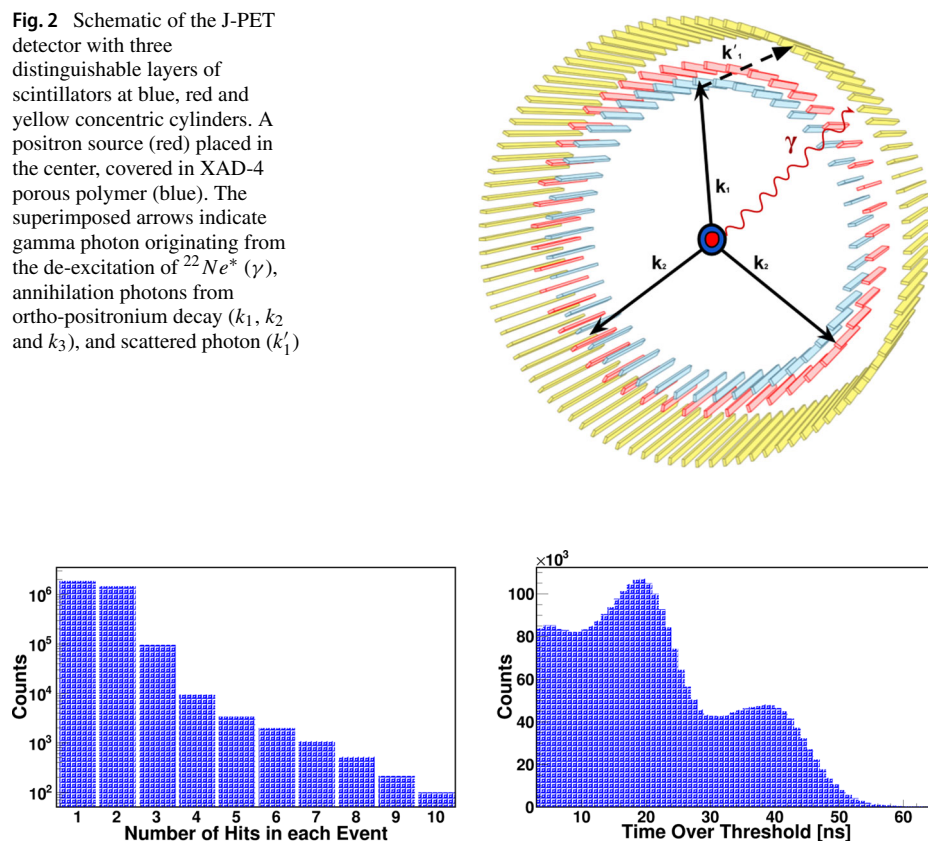 Fig. 2 Schematic of the J-PET
detector with three
distinguishable layers of
scintillators at blue, red and
yellow concentric cylinders. A
positron source (red) placed in
the center, covered in XAD-4
porous polymer (blue). The
superimposed arrows indicate
gamma photon originating from
the de-excitation of ²²Ne* (γ),
annihilation photons from
ortho-positronium decay (k₁, k₂
and k₃), and scattered photon (k′₁)
k′₁
γ
k₁
k₂
k₂
10⁶
10⁵
10⁴
10³
10²
Counts
1 2 3 4 5 6 7 8 9 10
Number of Hits in each Event
×10³
100
80
60
40
20
0
Counts
10 20 30 40 50 60
Time Over Threshold [ns]